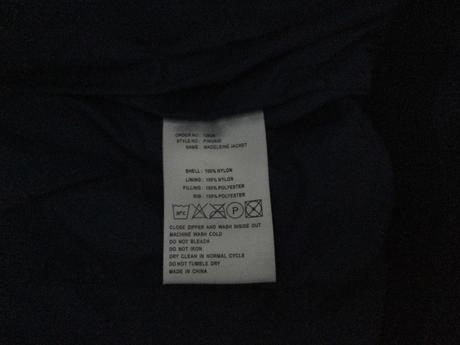 ORDER NO:
STYLE NO:
NAME: MADELEINE JACKET
SHELL: 100% NYLON
LINING: 100% NYLON
FILLING: 100% POLYESTER
RIB: 100% POLYESTER
30°C P
CLOSE ZIPPER AND WASH INSIDE OUT
MACHINE WASH COLD
DO NOT BLEACH
DO NOT IRON
DRY CLEAN IN NORMAL CYCLE
DO NOT TUMBLE DRY
MADE IN CHINA